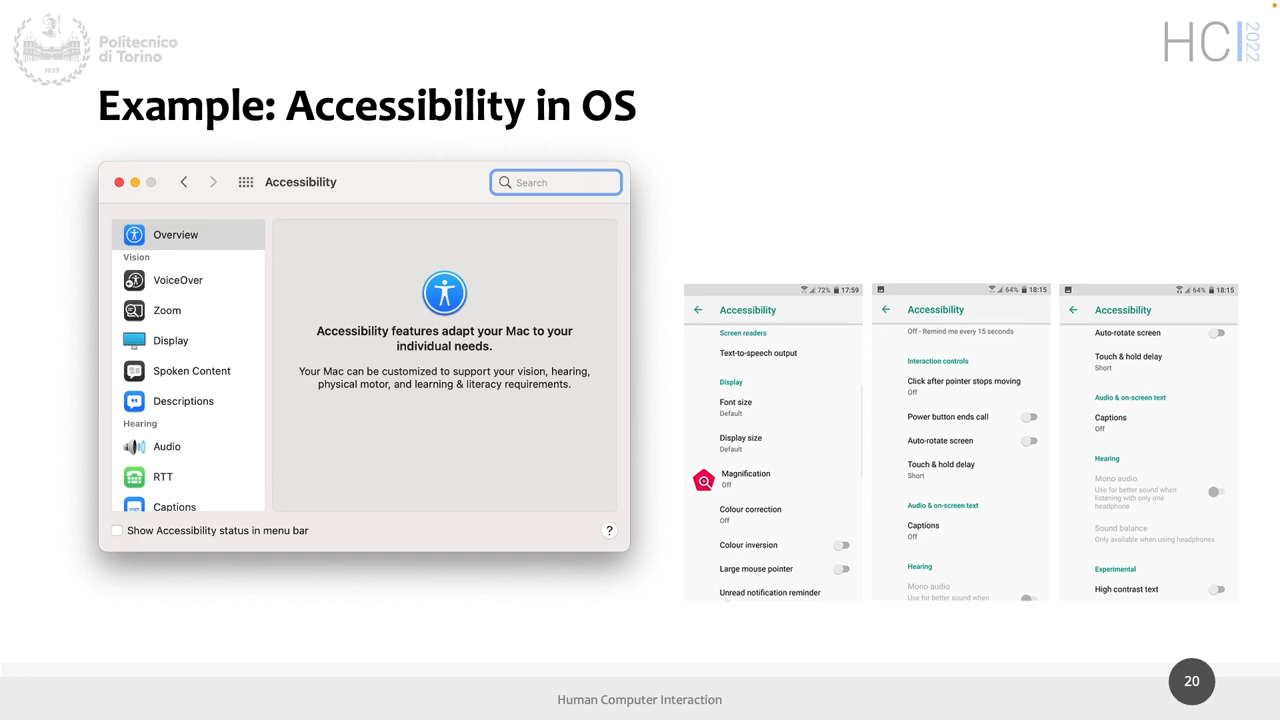 Politecnico
di Torino
1859
HCI 2022
Example: Accessibility in OS
Accessibility
Search
Overview
Vision
VoiceOver
Zoom
Display
Spoken Content
Descriptions
Hearing
Audio
RTT
Captions
Accessibility features adapt your Mac to your
individual needs.
Your Mac can be customized to support your vision, hearing,
physical motor, and learning & literacy requirements.
Show Accessibility status in menu bar
?
72% 17:59
Accessibility
Screen readers
Text-to-speech output
Display
Font size
Default
Display size
Default
Magnification
Off
Colour correction
Off
Colour inversion
Large mouse pointer
Unread notification reminder
64% 18:15
Accessibility
Off - Remind me every 15 seconds
Interaction controls
Click after pointer stops moving
Off
Power button ends call
Auto-rotate screen
Touch & hold delay
Short
Audio & on-screen text
Captions
Off
Hearing
Mono audio
Use for better sound when
64% 18:15
Accessibility
Auto-rotate screen
Touch & hold delay
Short
Audio & on-screen text
Captions
Off
Hearing
Mono audio
Use for better sound when
listening with only one
headphone
Sound balance
Only available when using headphones
Experimental
High contrast text
Human Computer Interaction
20